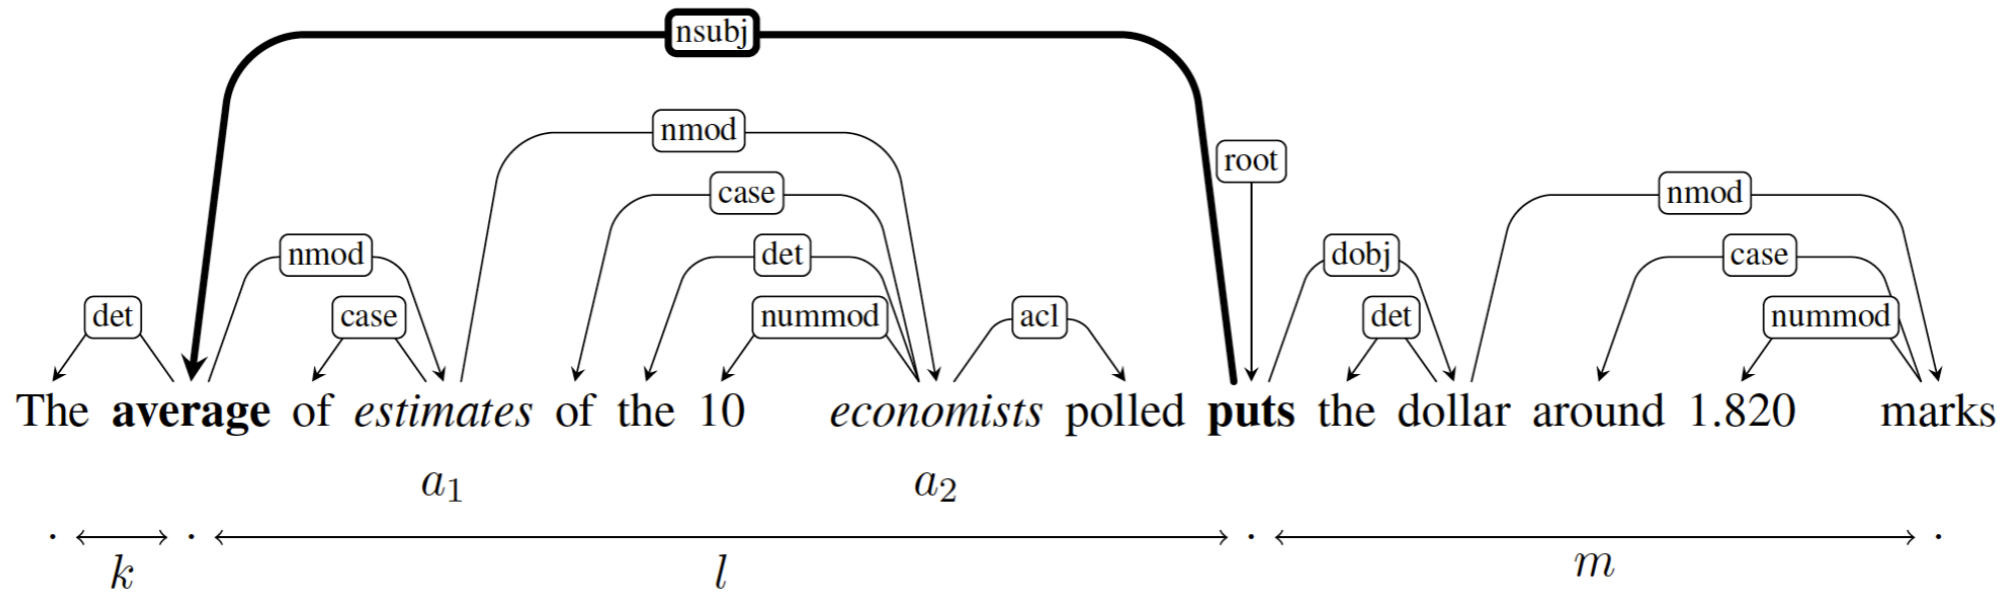 nsubj
nmod
root
case
nmod
nmod
det
dobj
case
det
case
nummod
acl
det
nummod
The average of estimates of the 10 economists polled puts the dollar around 1.820 marks
a₁ a₂
k l m